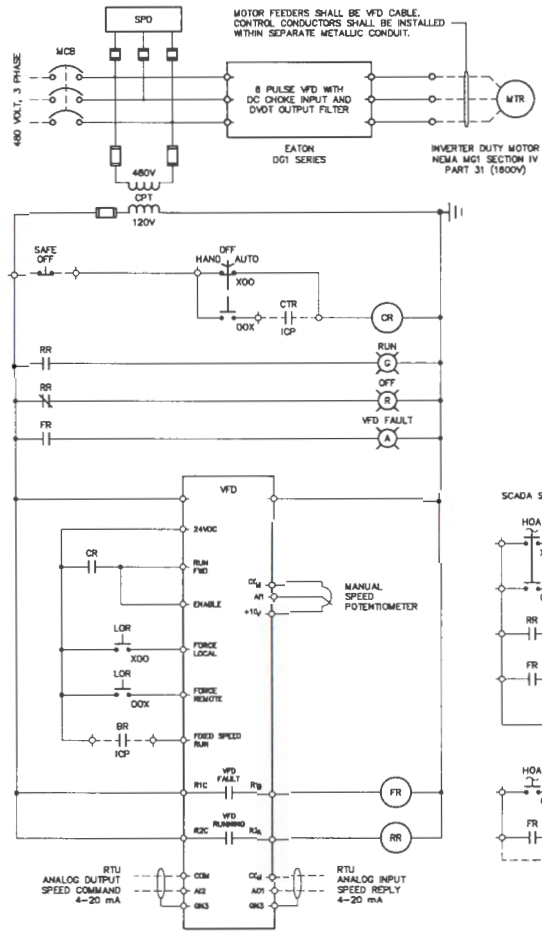 MOTOR FEEDERS SHALL BE VFD CABLE.
CONTROL CONDUCTORS SHALL BE INSTALLED
WITHIN SEPARATE METALLIC CONDUIT.
SPD
MCB
480 VOLT, 3 PHASE
6 PULSE VFD WITH
DC CHOKE INPUT AND
DVDT OUTPUT FILTER
MTR
EATON
DG1 SERIES
INVERTER DUTY MOTOR
NEMA MG1 SECTION IV
PART 31 (1600V)
480V
CPT
120V
SAFE
OFF
OFF
HAND AUTO
XOO
OOX
CTR
ICP
CR
RR
RUN
G
RR
OFF
R
FR
VFD FAULT
A
VFD
24VDC
CR
RUN
FWD
ENABLE
CM
AI1
+10V
MANUAL
SPEED
POTENTIOMETER
LOR
XOO
FORCE
LOCAL
LOR
OOX
FORCE
REMOTE
BR
ICP
FIXED SPEED
RUN
R1C
VFD
FAULT
FR
R2C
VFD
RUNNING
RR
RTU
ANALOG OUTPUT
SPEED COMMAND
4-20 mA
COM
AI2
GN3
CM
AO1
GN3
RTU
ANALOG INPUT
SPEED REPLY
4-20 mA
SCADA S
HOA
RR
FR
HOA
FR